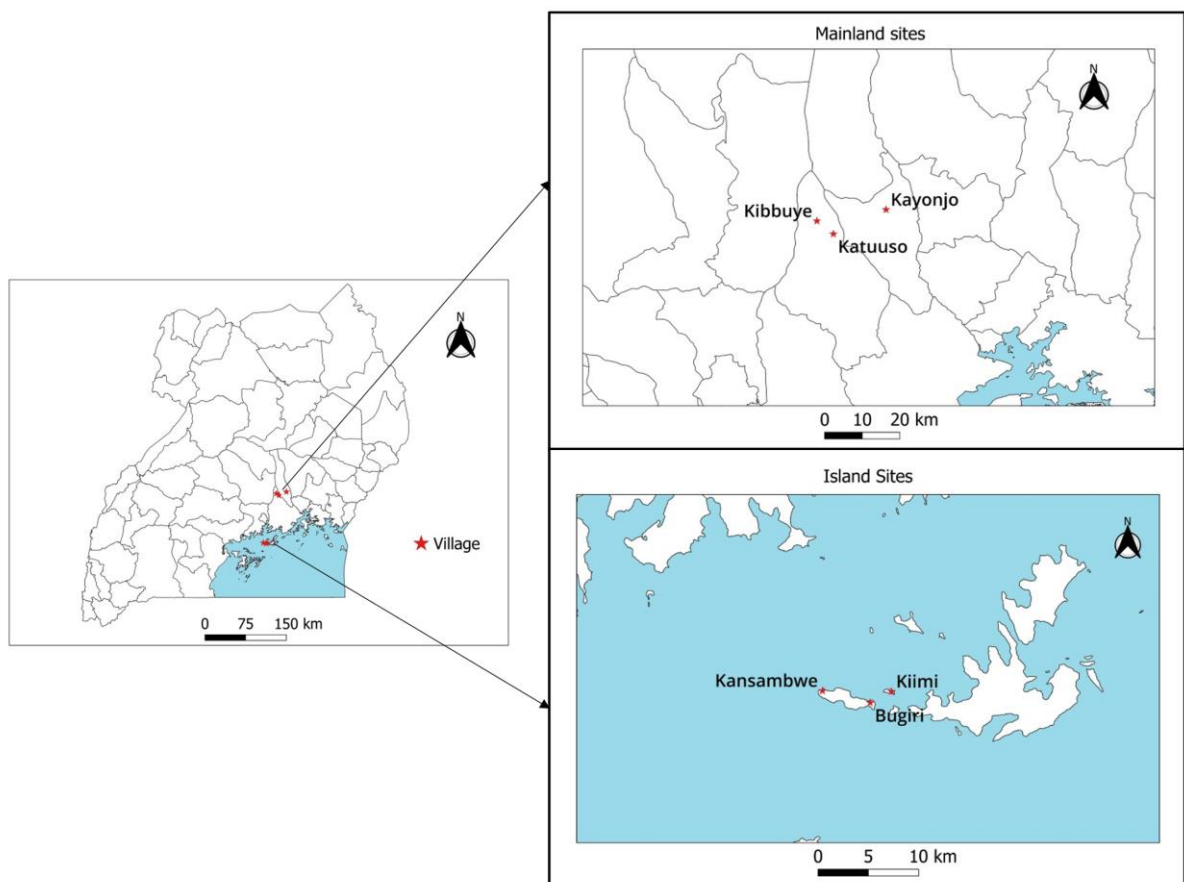 N
Village
0 75 150 km
Mainland sites
N
Kayonjo
Kibbuye
Katuuso
0 10 20 km
Island Sites
N
Kansambwe
Kiimi
Bugiri
0 5 10 km